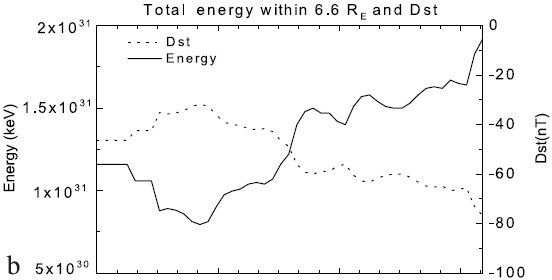 Total energy within 6.6 R_E and Dst
2x10^31
1.5x10^31
1x10^31
5x10^30
Energy (keV)
Dst
Energy
0
-20
-40
-60
-80
-100
Dst(nT)
b